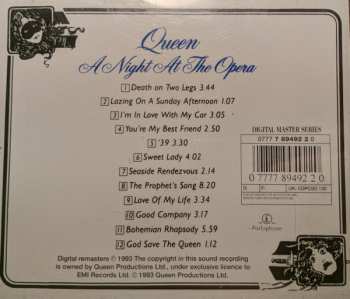 Queen
A Night At The Opera
1 Death on Two Legs 3.44
2 Lazing On A Sunday Afternoon 1.07
3 I'm In Love With My Car 3.05
4 You're My Best Friend 2.50
5 '39 3.30
6 Sweet Lady 4.02
7 Seaside Rendezvous 2.14
8 The Prophet's Song 8.20
9 Love Of My Life 3.34
10 Good Company 3.17
11 Bohemian Rhapsody 5.59
12 God Save The Queen 1.12
DIGITAL MASTER SERIES
0777 7 89492 2 0
0 07777 89492 2 0
UK: CDPCSD 130
Parlophone
Digital remasters ℗ 1993 The copyright in this sound recording
is owned by Queen Productions Ltd., under exclusive licence to
EMI Records Ltd. © 1993 Queen Productions Ltd.